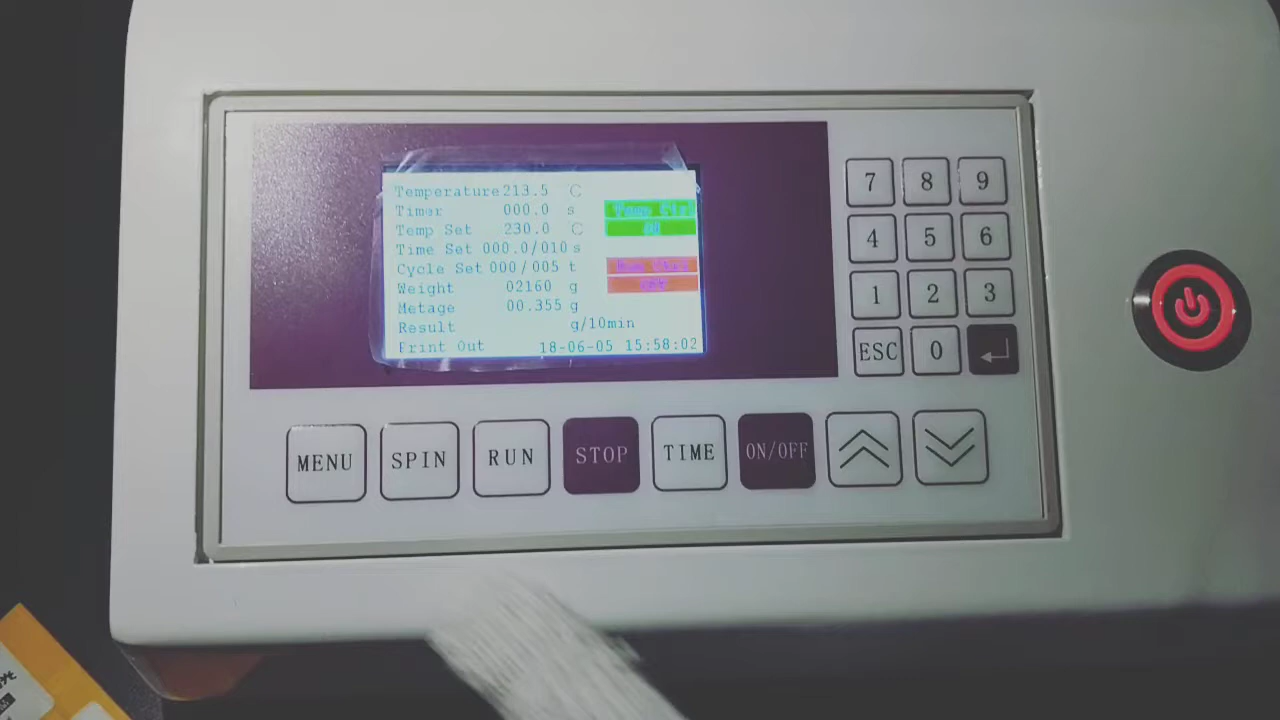 Temperature 213.5 C
Timer 000.0 s
Temp Set 230.0 C
Time Set 000.0/010 s
Cycle Set 000/005 t
Weight 02160 g
Metage 00.355 g
Result g/10min
Print Out 18-06-05 15:58:02
7 8 9
4 5 6
1 2 3
ESC 0
MENU SPIN RUN STOP TIME ON/OFF